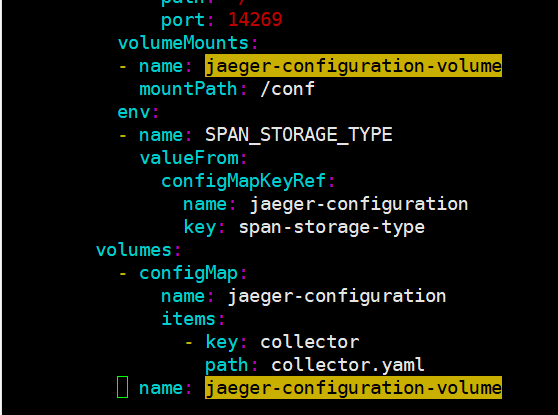 path: /
port: 14269
volumeMounts:
- name: jaeger-configuration-volume
mountPath: /conf
env:
- name: SPAN_STORAGE_TYPE
valueFrom:
configMapKeyRef:
name: jaeger-configuration
key: span-storage-type
volumes:
- configMap:
name: jaeger-configuration
items:
- key: collector
path: collector.yaml
name: jaeger-configuration-volume